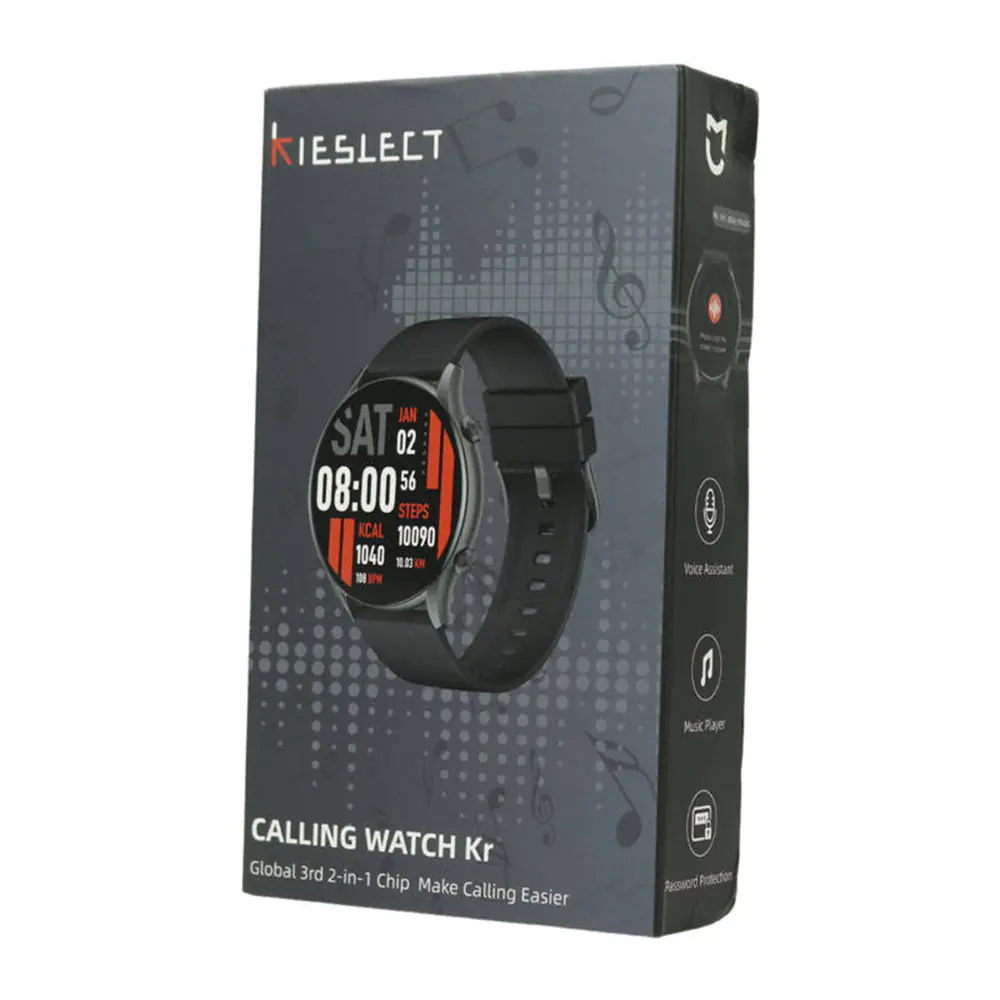 KIESLECT
SAT
JAN
02
08:00
56
STEPS
10090
KCAL
1040
10.03 KM
108 BPM
CALLING WATCH Kr
Global 3rd 2-in-1 Chip Make Calling Easier
Voice Assistant
Music Player
Password Protection